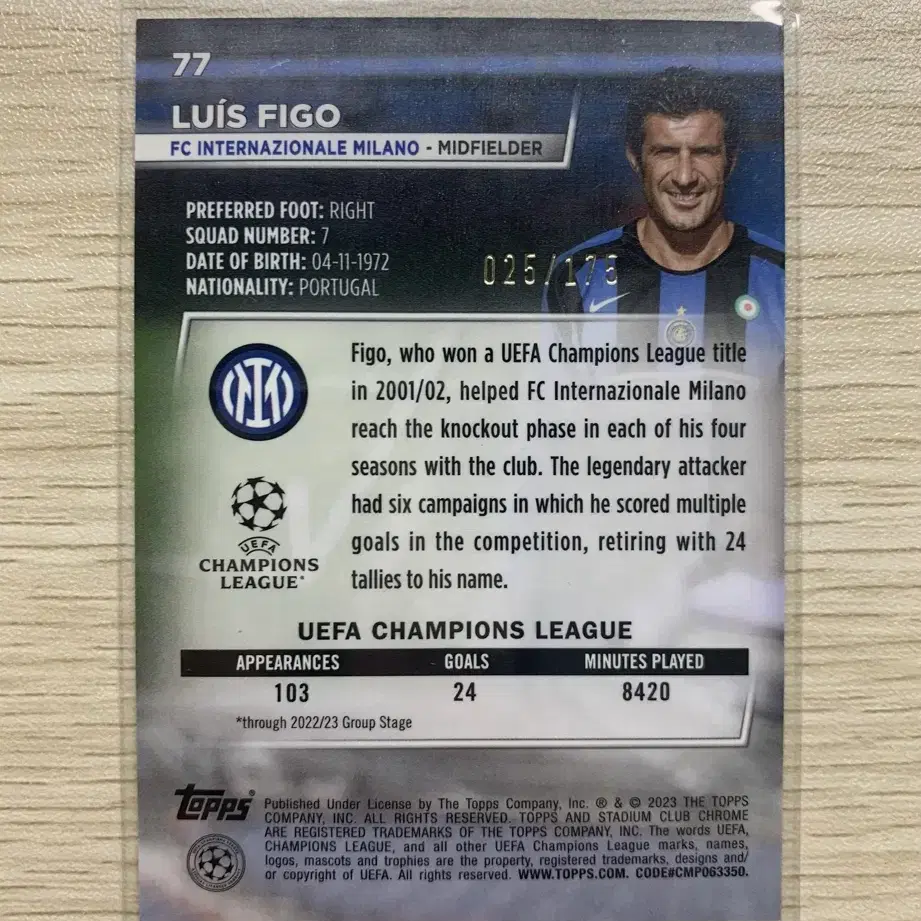 77
LUÍS FIGO
FC INTERNAZIONALE MILANO - MIDFIELDER
PREFERRED FOOT: RIGHT
SQUAD NUMBER: 7
DATE OF BIRTH: 04-11-1972
NATIONALITY: PORTUGAL
025/175
Figo, who won a UEFA Champions League title
in 2001/02, helped FC Internazionale Milano
reach the knockout phase in each of his four
seasons with the club. The legendary attacker
had six campaigns in which he scored multiple
goals in the competition, retiring with 24
tallies to his name.
UEFA
CHAMPIONS
LEAGUE®
UEFA CHAMPIONS LEAGUE
APPEARANCES GOALS MINUTES PLAYED
103 24 8420
*through 2022/23 Group Stage
Topps®
Published Under License by The Topps Company, Inc. ® & © 2023 THE TOPPS
COMPANY, INC. ALL RIGHTS RESERVED. TOPPS AND STADIUM CLUB CHROME
ARE REGISTERED TRADEMARKS OF THE TOPPS COMPANY, INC. The words UEFA,
CHAMPIONS LEAGUE, and all other UEFA Champions League marks, names,
logos, mascots and trophies are the property, registered trademarks, designs and/
or copyright of UEFA. All rights reserved. WWW.TOPPS.COM. CODE#CMP063350.